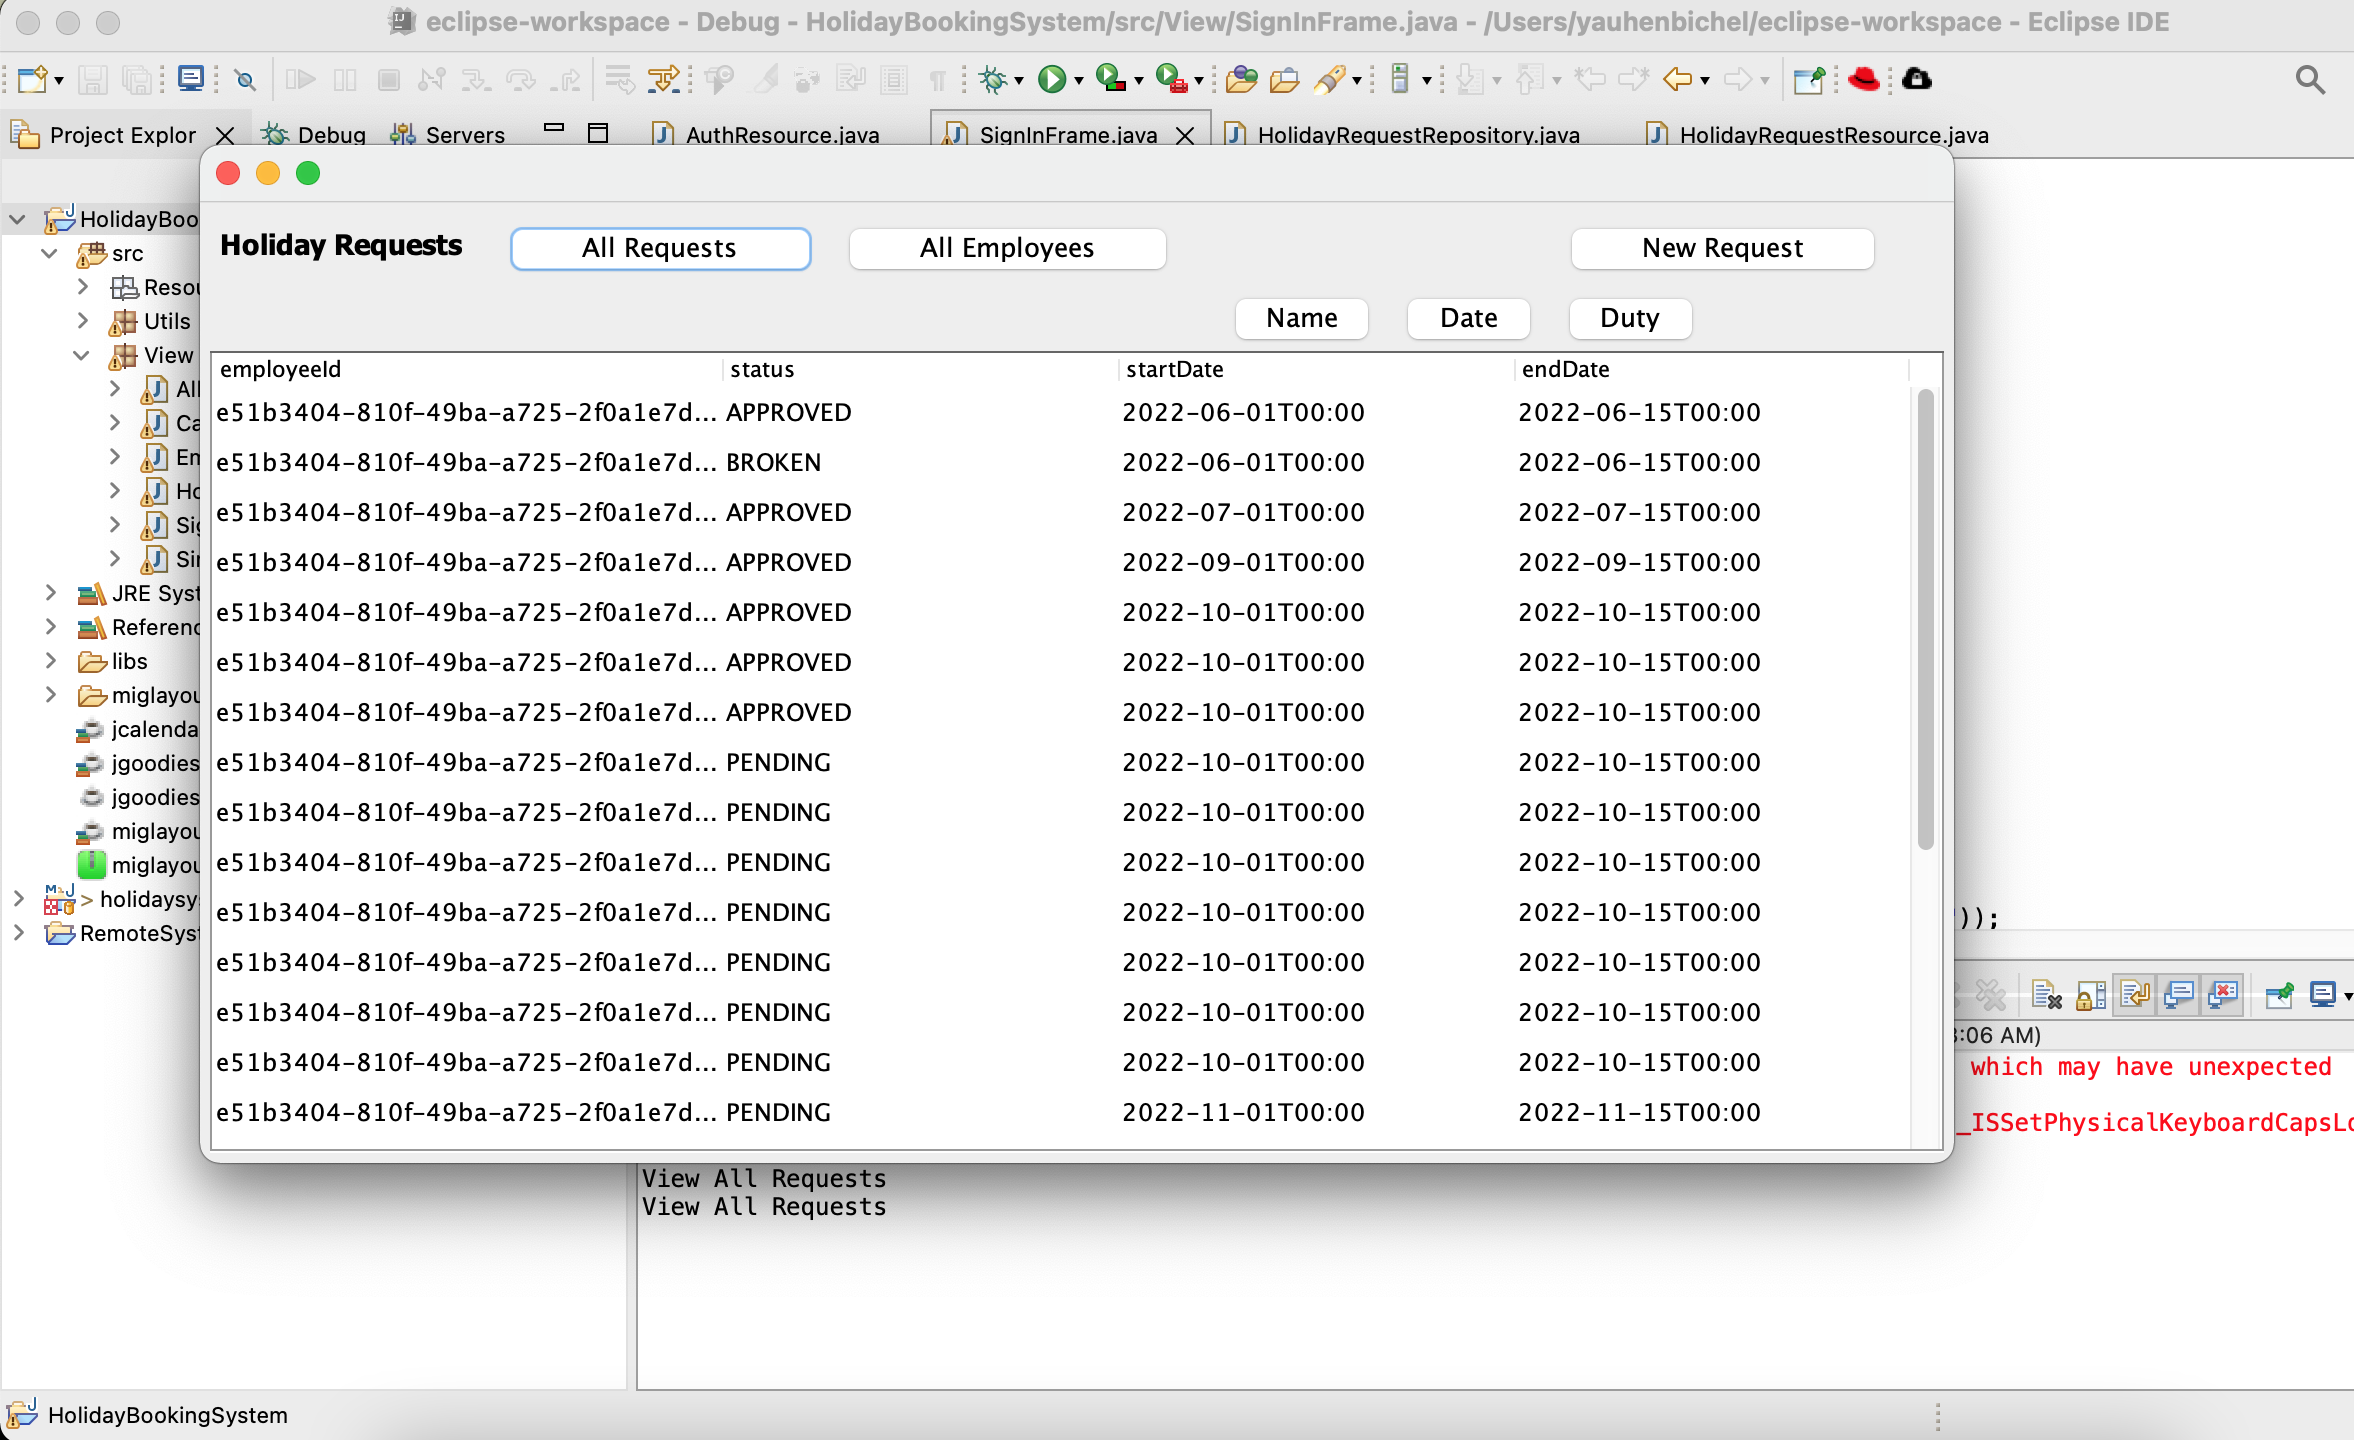 eclipse-workspace - Debug - HolidayBookingSystem/src/View/SignInFrame.java - /Users/yauhenbichel/eclipse-workspace - Eclipse IDE
Project Explor Debug Servers AuthResource.java SignInFrame.java HolidayRequestRepository.java HolidayRequestResource.java
Holiday Requests All Requests All Employees New Request
Name Date Duty
employeeId status startDate endDate
e51b3404-810f-49ba-a725-2f0a1e7d... APPROVED 2022-06-01T00:00 2022-06-15T00:00
e51b3404-810f-49ba-a725-2f0a1e7d... BROKEN 2022-06-01T00:00 2022-06-15T00:00
e51b3404-810f-49ba-a725-2f0a1e7d... APPROVED 2022-07-01T00:00 2022-07-15T00:00
e51b3404-810f-49ba-a725-2f0a1e7d... APPROVED 2022-09-01T00:00 2022-09-15T00:00
e51b3404-810f-49ba-a725-2f0a1e7d... APPROVED 2022-10-01T00:00 2022-10-15T00:00
e51b3404-810f-49ba-a725-2f0a1e7d... APPROVED 2022-10-01T00:00 2022-10-15T00:00
e51b3404-810f-49ba-a725-2f0a1e7d... APPROVED 2022-10-01T00:00 2022-10-15T00:00
e51b3404-810f-49ba-a725-2f0a1e7d... PENDING 2022-10-01T00:00 2022-10-15T00:00
e51b3404-810f-49ba-a725-2f0a1e7d... PENDING 2022-10-01T00:00 2022-10-15T00:00
e51b3404-810f-49ba-a725-2f0a1e7d... PENDING 2022-10-01T00:00 2022-10-15T00:00
e51b3404-810f-49ba-a725-2f0a1e7d... PENDING 2022-10-01T00:00 2022-10-15T00:00
e51b3404-810f-49ba-a725-2f0a1e7d... PENDING 2022-10-01T00:00 2022-10-15T00:00
e51b3404-810f-49ba-a725-2f0a1e7d... PENDING 2022-10-01T00:00 2022-10-15T00:00
e51b3404-810f-49ba-a725-2f0a1e7d... PENDING 2022-10-01T00:00 2022-10-15T00:00
e51b3404-810f-49ba-a725-2f0a1e7d... PENDING 2022-11-01T00:00 2022-11-15T00:00
HolidayBoo
src
Resou
Utils
View
All
Ca
Em
Ho
Sig
Sin
JRE Syst
Referenc
libs
miglayou
jcalenda
jgoodies
jgoodies
miglayou
miglayou
> holidaysy
RemoteSyst
));
:06 AM)
which may have unexpected
_ISSetPhysicalKeyboardCapsLo
View All Requests
View All Requests
HolidayBookingSystem